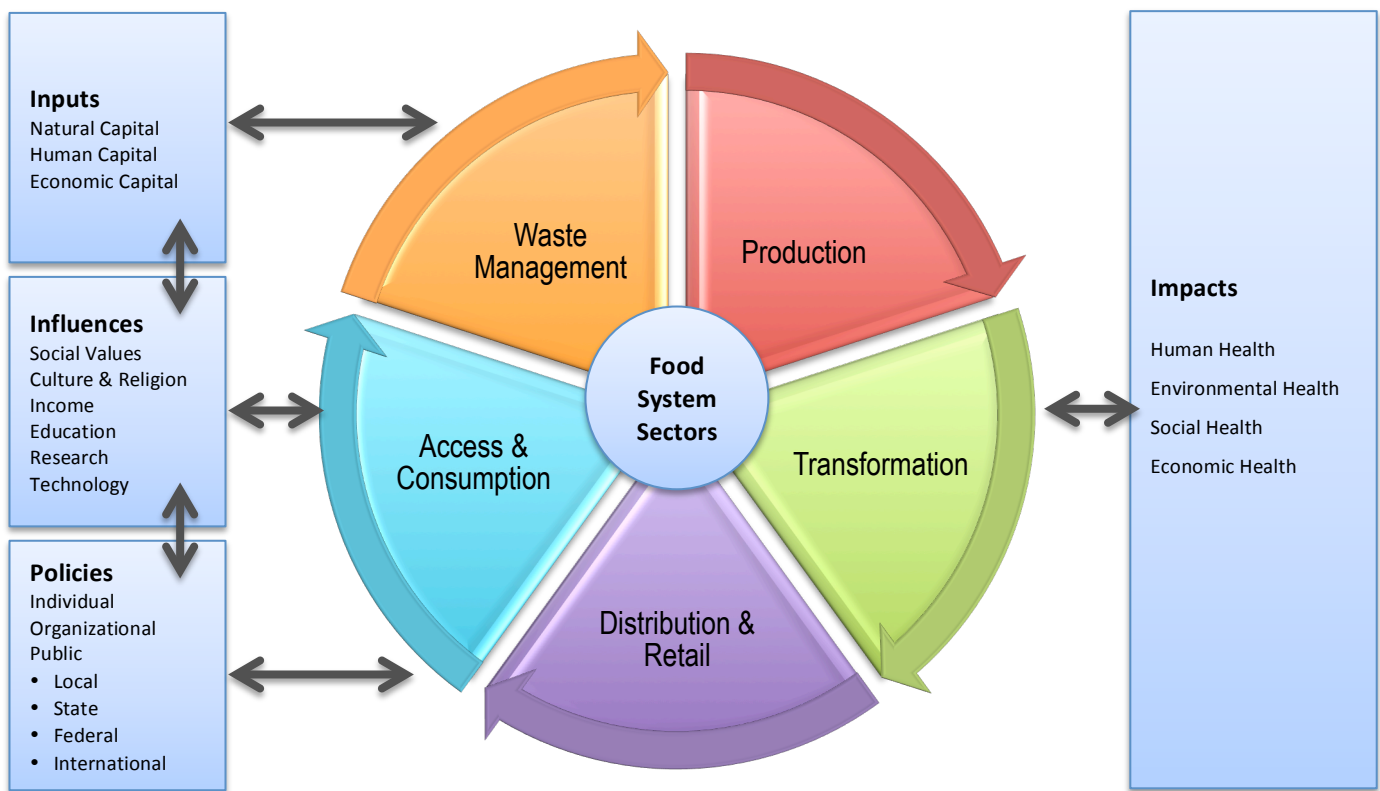 Inputs
Natural Capital
Human Capital
Economic Capital
Influences
Social Values
Culture & Religion
Income
Education
Research
Technology
Policies
Individual
Organizational
Public
• Local
• State
• Federal
• International
Waste
Management
Production
Food
System
Sectors
Access &
Consumption
Transformation
Distribution &
Retail
Impacts
Human Health
Environmental Health
Social Health
Economic Health